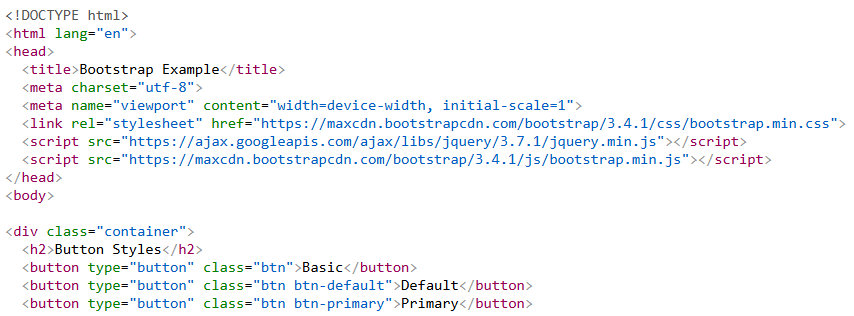 <!DOCTYPE html>
<html lang="en">
<head>
  <title>Bootstrap Example</title>
  <meta charset="utf-8">
  <meta name="viewport" content="width=device-width, initial-scale=1">
  <link rel="stylesheet" href="https://maxcdn.bootstrapcdn.com/bootstrap/3.4.1/css/bootstrap.min.css">
  <script src="https://ajax.googleapis.com/ajax/libs/jquery/3.7.1/jquery.min.js"></script>
  <script src="https://maxcdn.bootstrapcdn.com/bootstrap/3.4.1/js/bootstrap.min.js"></script>
</head>
<body>

<div class="container">
  <h2>Button Styles</h2>
  <button type="button" class="btn">Basic</button>
  <button type="button" class="btn btn-default">Default</button>
  <button type="button" class="btn btn-primary">Primary</button>